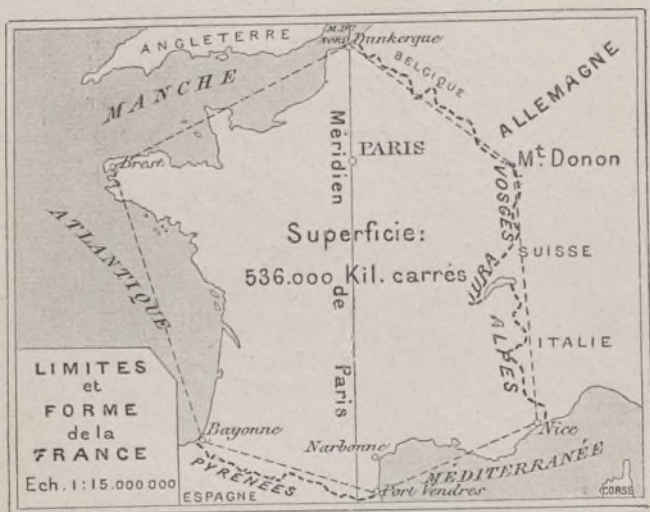 ANGLETERRE
M. DU
NORD
Dunkerque
MANCHE
BELGIQUE
ALLEMAGNE
Brest
Méridien de Paris
PARIS
Mt. Donon
VOSGES
Superficie:
536.000 Kil. carrés
SUISSE
JURA
ATLANTIQUE
ALPES
ITALIE
LIMITES
et
FORME
de la
FRANCE
Ech. 1:15.000.000
Bayonne
Narbonne
Nice
PYRÉNÉES
MÉDITERRANÉE
ESPAGNE
Port Vendres
CORSE